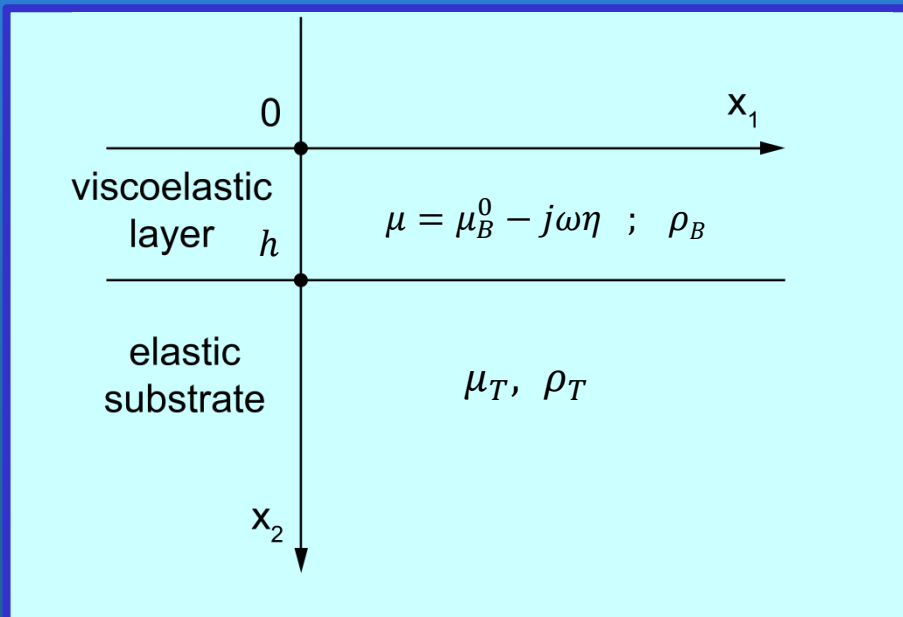 0
x₁
viscoelastic
layer
h
μ = μ_B^0 − jωη ; ρ_B
elastic
substrate
μ_T, ρ_T
x₂